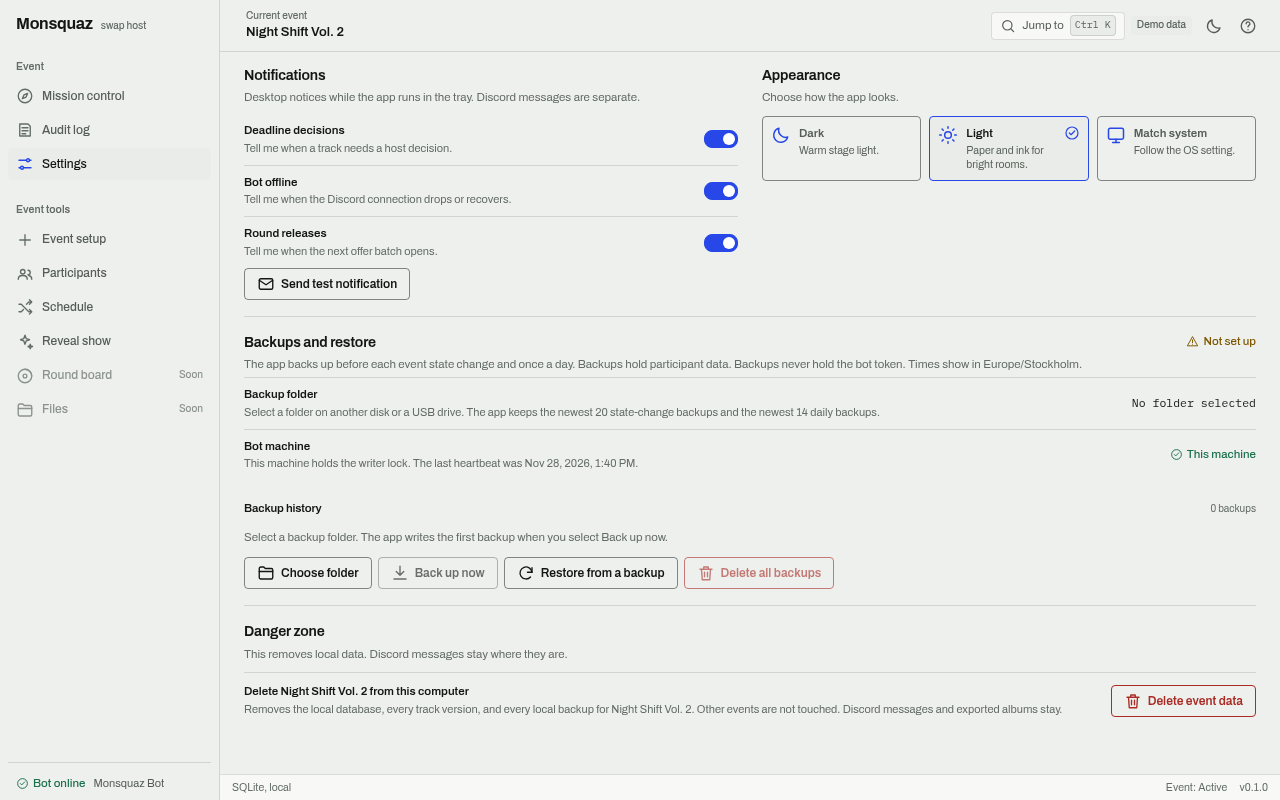 Monsquaz swap host
Event
Mission control
Audit log
Settings
Event tools
Event setup
Participants
Schedule
Reveal show
Round board Soon
Files Soon
Bot online Monsquaz Bot
Current event
Night Shift Vol. 2
Jump to Ctrl K
Demo data
Notifications
Desktop notices while the app runs in the tray. Discord messages are separate.
Deadline decisions
Tell me when a track needs a host decision.
Bot offline
Tell me when the Discord connection drops or recovers.
Round releases
Tell me when the next offer batch opens.
Send test notification
Appearance
Choose how the app looks.
Dark
Warm stage light.
Light
Paper and ink for
bright rooms.
Match system
Follow the OS setting.
Backups and restore
Not set up
The app backs up before each event state change and once a day. Backups hold participant data. Backups never hold the bot token. Times show in Europe/Stockholm.
Backup folder
Select a folder on another disk or a USB drive. The app keeps the newest 20 state-change backups and the newest 14 daily backups.
No folder selected
Bot machine
This machine holds the writer lock. The last heartbeat was Nov 28, 2026, 1:40 PM.
This machine
Backup history
0 backups
Select a backup folder. The app writes the first backup when you select Back up now.
Choose folder
Back up now
Restore from a backup
Delete all backups
Danger zone
This removes local data. Discord messages stay where they are.
Delete Night Shift Vol. 2 from this computer
Removes the local database, every track version, and every local backup for Night Shift Vol. 2. Other events are not touched. Discord messages and exported albums stay.
Delete event data
SQLite, local
Event: Active v0.1.0